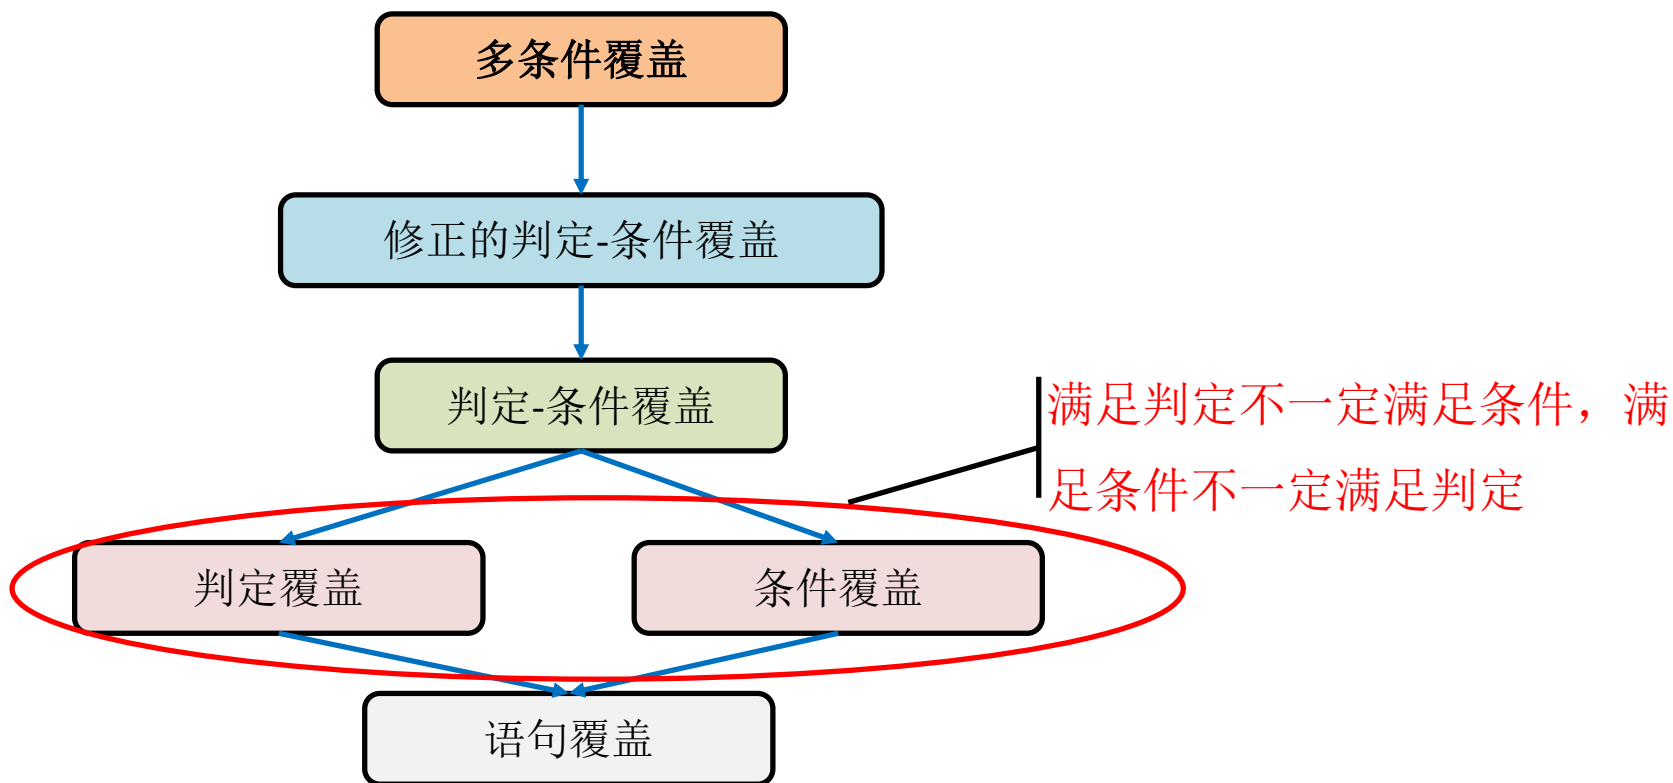 多条件覆盖
修正的判定-条件覆盖
判定-条件覆盖
满足判定不一定满足条件，满
足条件不一定满足判定
判定覆盖
条件覆盖
语句覆盖